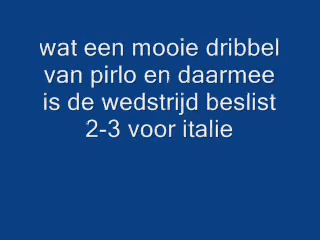 wat een mooie dribbel
van pirlo en daarmee
is de wedstrijd beslist
2-3 voor italie